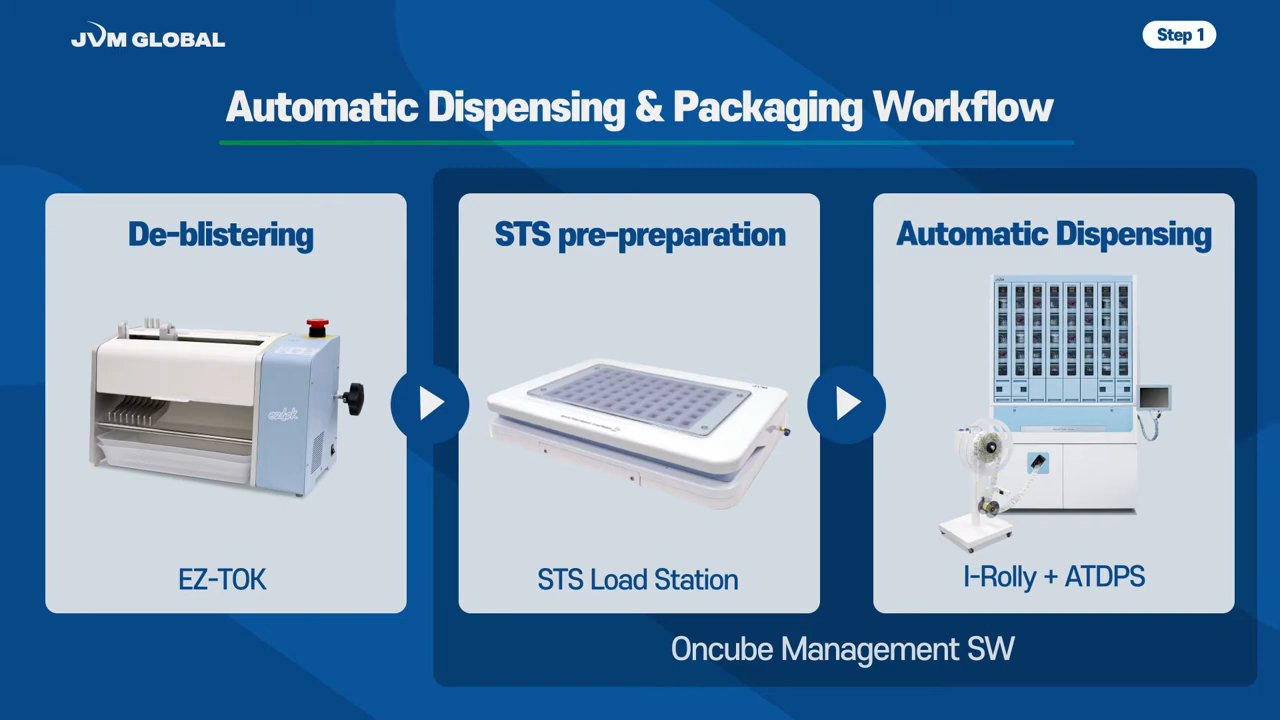 JVM GLOBAL
Step 1
Automatic Dispensing & Packaging Workflow
De-blistering
STS pre-preparation
Automatic Dispensing
EZ-TOK
STS Load Station
I-Rolly + ATDPS
Oncube Management SW